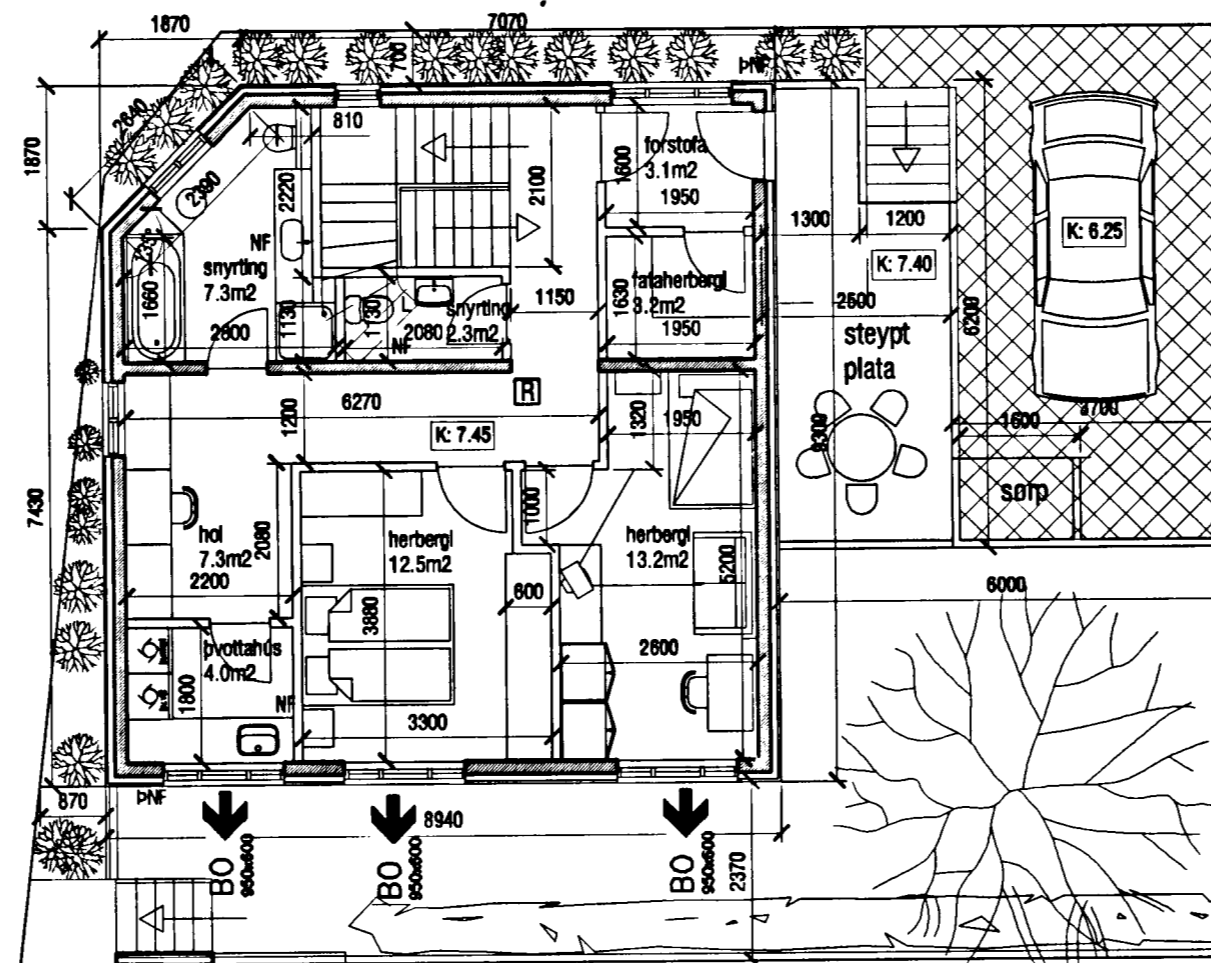 1870
7070
700
ÞNF
2640
810
forstofa
3.1m2
1600
1870
2390
2220
2100
1950
1300
1200
K: 6.25
NF
K: 7.40
snyrting
7.3m2
1660
1130
1130
snyrting
2.3m2
1150
1630
fataherbergi
3.2m2
2500
6200
2800
2080
NF
1950
steypt
plata
3700
R
6270
1200
K: 7.45
1320
1950
1600
sorp
7430
1000
hol
7.3m2
2080
herbergi
12.5m2
herbergi
13.2m2
5200
2200
600
3880
6000
þvottahús
4.0m2
1800
NF
2600
3300
870
ÞNF
8940
BO
950x600
BO
950x600
BO
950x600
2370